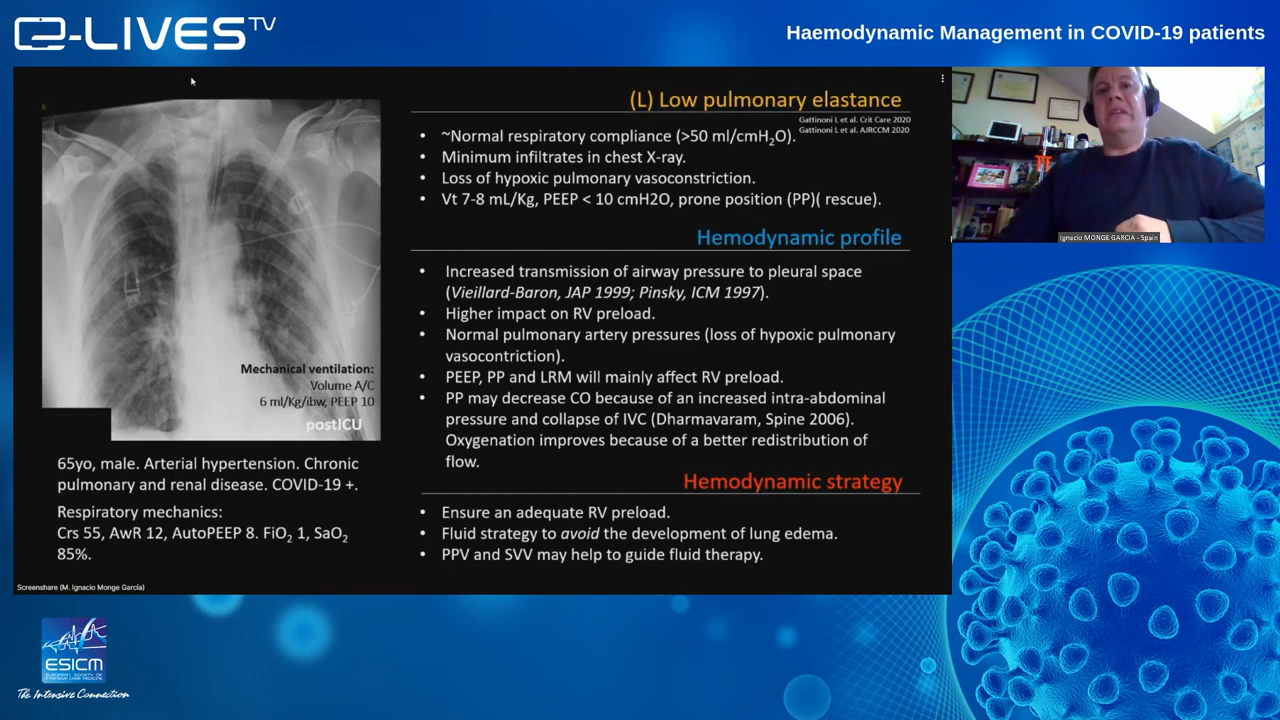 e-LIVES TV
Haemodynamic Management in COVID-19 patients
(L) Low pulmonary elastance
Gattinoni L et al. Crit Care 2020
Gattinoni L et al. AJRCCM 2020
• ~Normal respiratory compliance (>50 ml/cmH₂O).
• Minimum infiltrates in chest X-ray.
• Loss of hypoxic pulmonary vasoconstriction.
• Vt 7-8 mL/Kg, PEEP < 10 cmH2O, prone position (PP)( rescue).
Hemodynamic profile
• Increased transmission of airway pressure to pleural space
(Vieillard-Baron, JAP 1999; Pinsky, ICM 1997).
• Higher impact on RV preload.
• Normal pulmonary artery pressures (loss of hypoxic pulmonary
vasocontriction).
• PEEP, PP and LRM will mainly affect RV preload.
• PP may decrease CO because of an increased intra-abdominal
pressure and collapse of IVC (Dharmavaram, Spine 2006).
Oxygenation improves because of a better redistribution of
flow.
Hemodynamic strategy
• Ensure an adequate RV preload.
• Fluid strategy to avoid the development of lung edema.
• PPV and SVV may help to guide fluid therapy.
Mechanical ventilation:
Volume A/C
6 ml/Kg/ibw, PEEP 10
postICU
65yo, male. Arterial hypertension. Chronic
pulmonary and renal disease. COVID-19 +.
Respiratory mechanics:
Crs 55, AwR 12, AutoPEEP 8. FiO₂ 1, SaO₂
85%.
Screenshare (M. Ignacio Monge García)
Ignacio MONGE GARCIA - Spain
ESICM
EUROPEAN SOCIETY OF
INTENSIVE CARE MEDICINE
The Intensive Connection